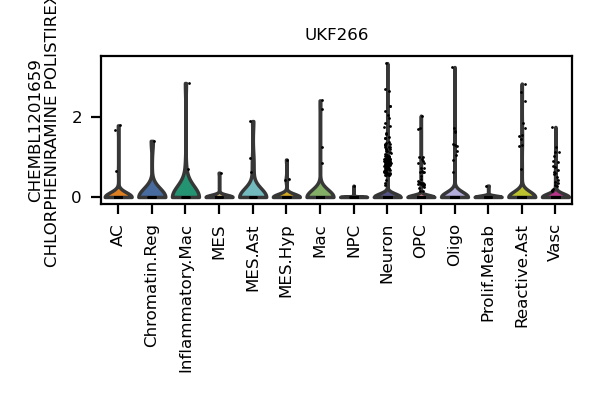 UKF266
CHEMBL1201659
CHLORPHENIRAMINE
2
0
AC
Chromatin.Reg
Inflammatory.Mac
MES
MES.Ast
MES.Hyp
Mac
NPC
Neuron
OPC
Oligo
Prolif.Metab
Reactive.Ast
Vasc